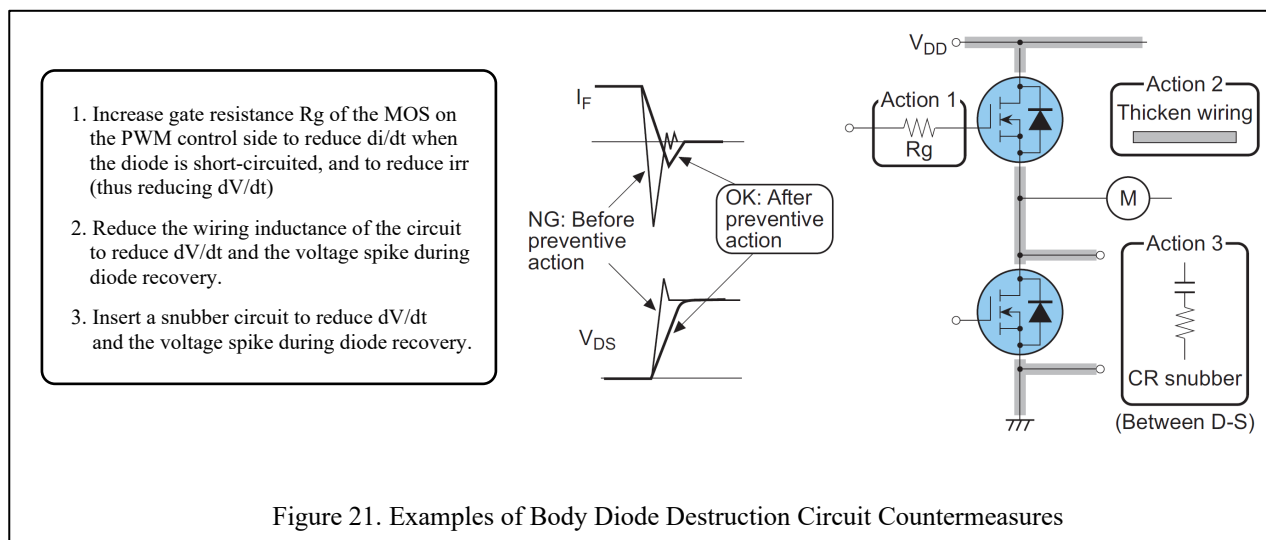 1. Increase gate resistance Rg of the MOS on
the PWM control side to reduce di/dt when
the diode is short-circuited, and to reduce irr
(thus reducing dV/dt)
2. Reduce the wiring inductance of the circuit
to reduce dV/dt and the voltage spike during
diode recovery.
3. Insert a snubber circuit to reduce dV/dt
and the voltage spike during diode recovery.
IF
NG: Before
preventive
action
OK: After
preventive
action
VDS
VDD
Action 1
Rg
Action 2
Thicken wiring
M
Action 3
CR snubber
(Between D-S)
Figure 21. Examples of Body Diode Destruction Circuit Countermeasures